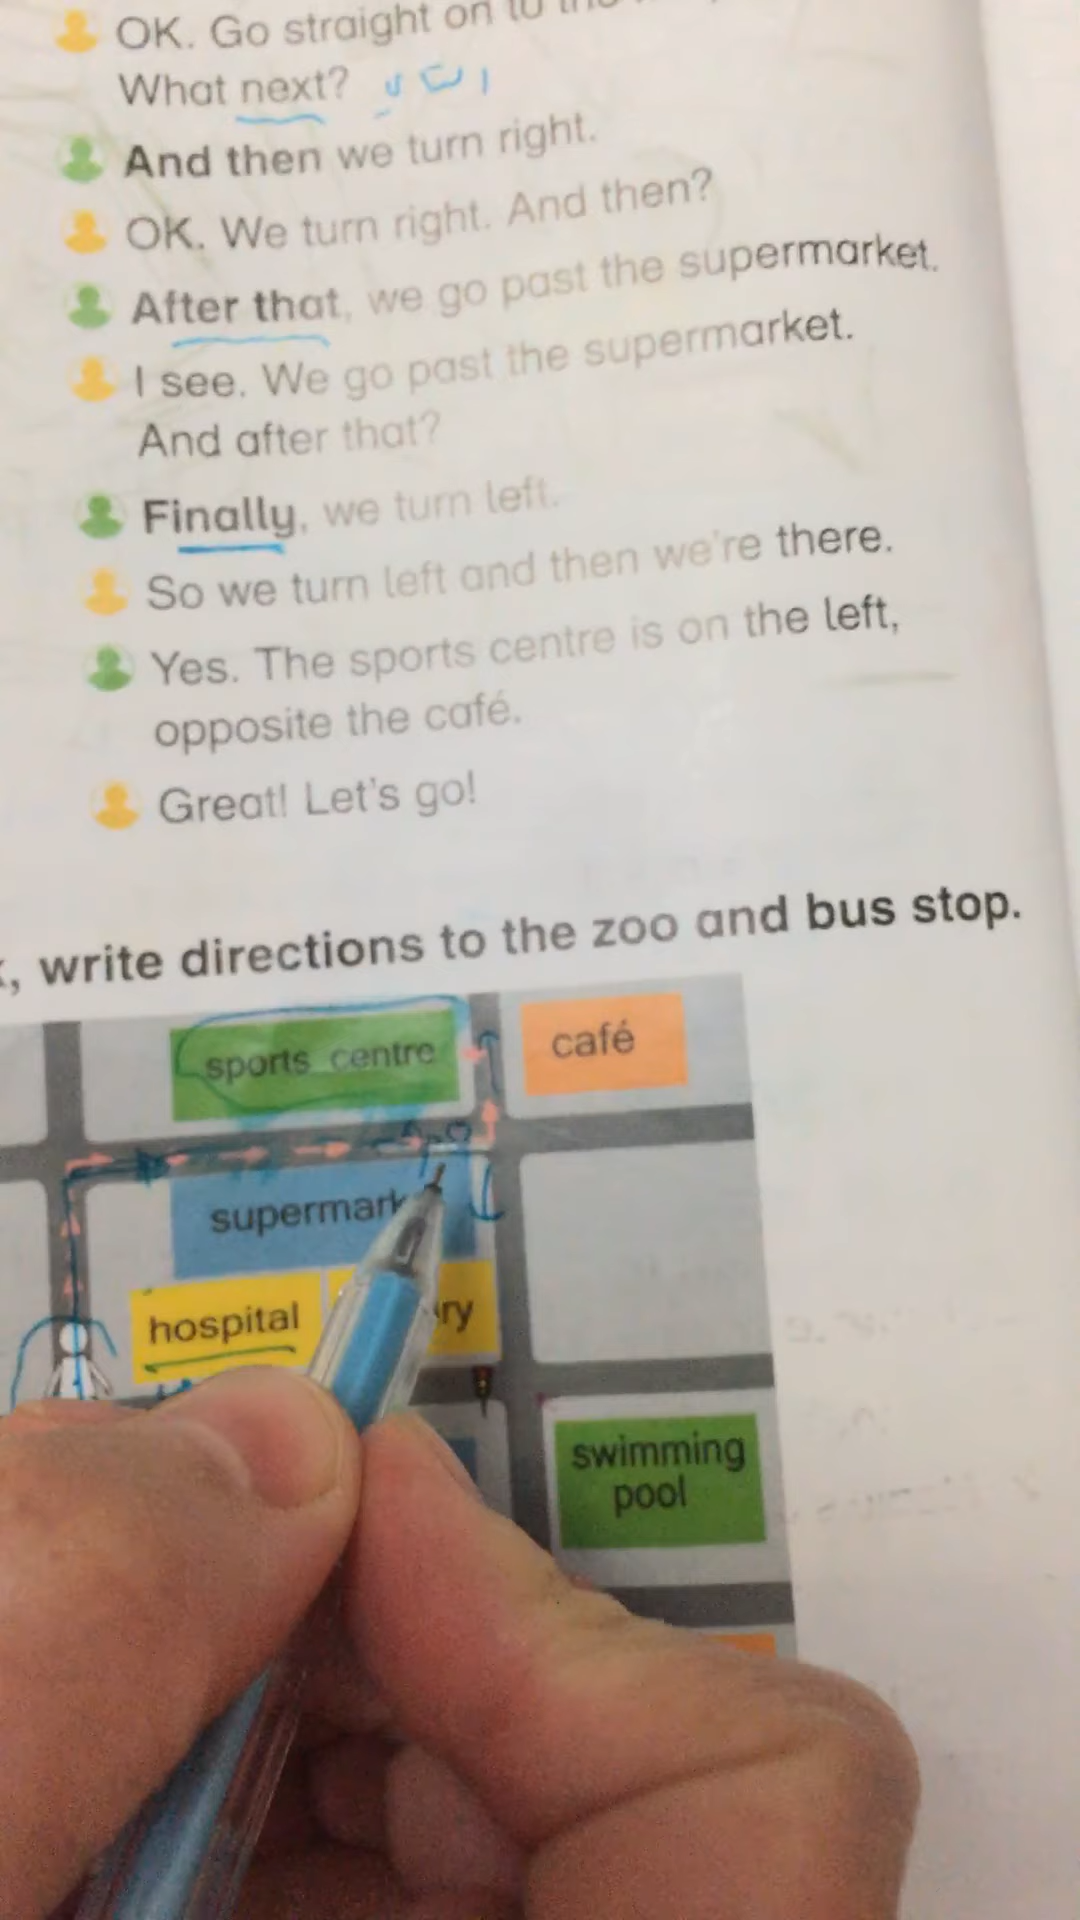 OK. Go straight on to
What next?
And then we turn right.
OK. We turn right. And then?
After that, we go past the supermarket.
I see. We go past the supermarket.
And after that?
Finally, we turn left.
So we turn left and then we're there.
Yes. The sports centre is on the left,
opposite the café.
Great! Let's go!
, write directions to the zoo and bus stop.
sports centre
café
hospital
swimming
pool